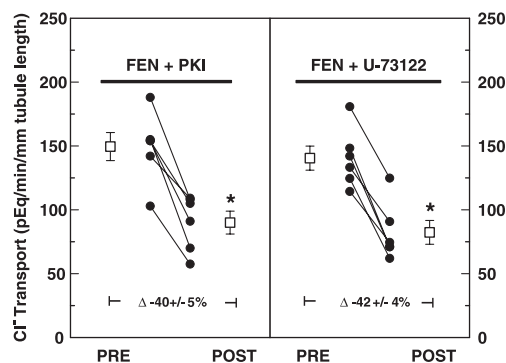 Cl⁻ Transport (pEq/min/mm tubule length)
250
200
150
100
50
0
FEN + PKI
*
Δ -40+/- 5%
PRE
POST
FEN + U-73122
*
Δ -42+/- 4%
PRE
POST
250
200
150
100
50
0